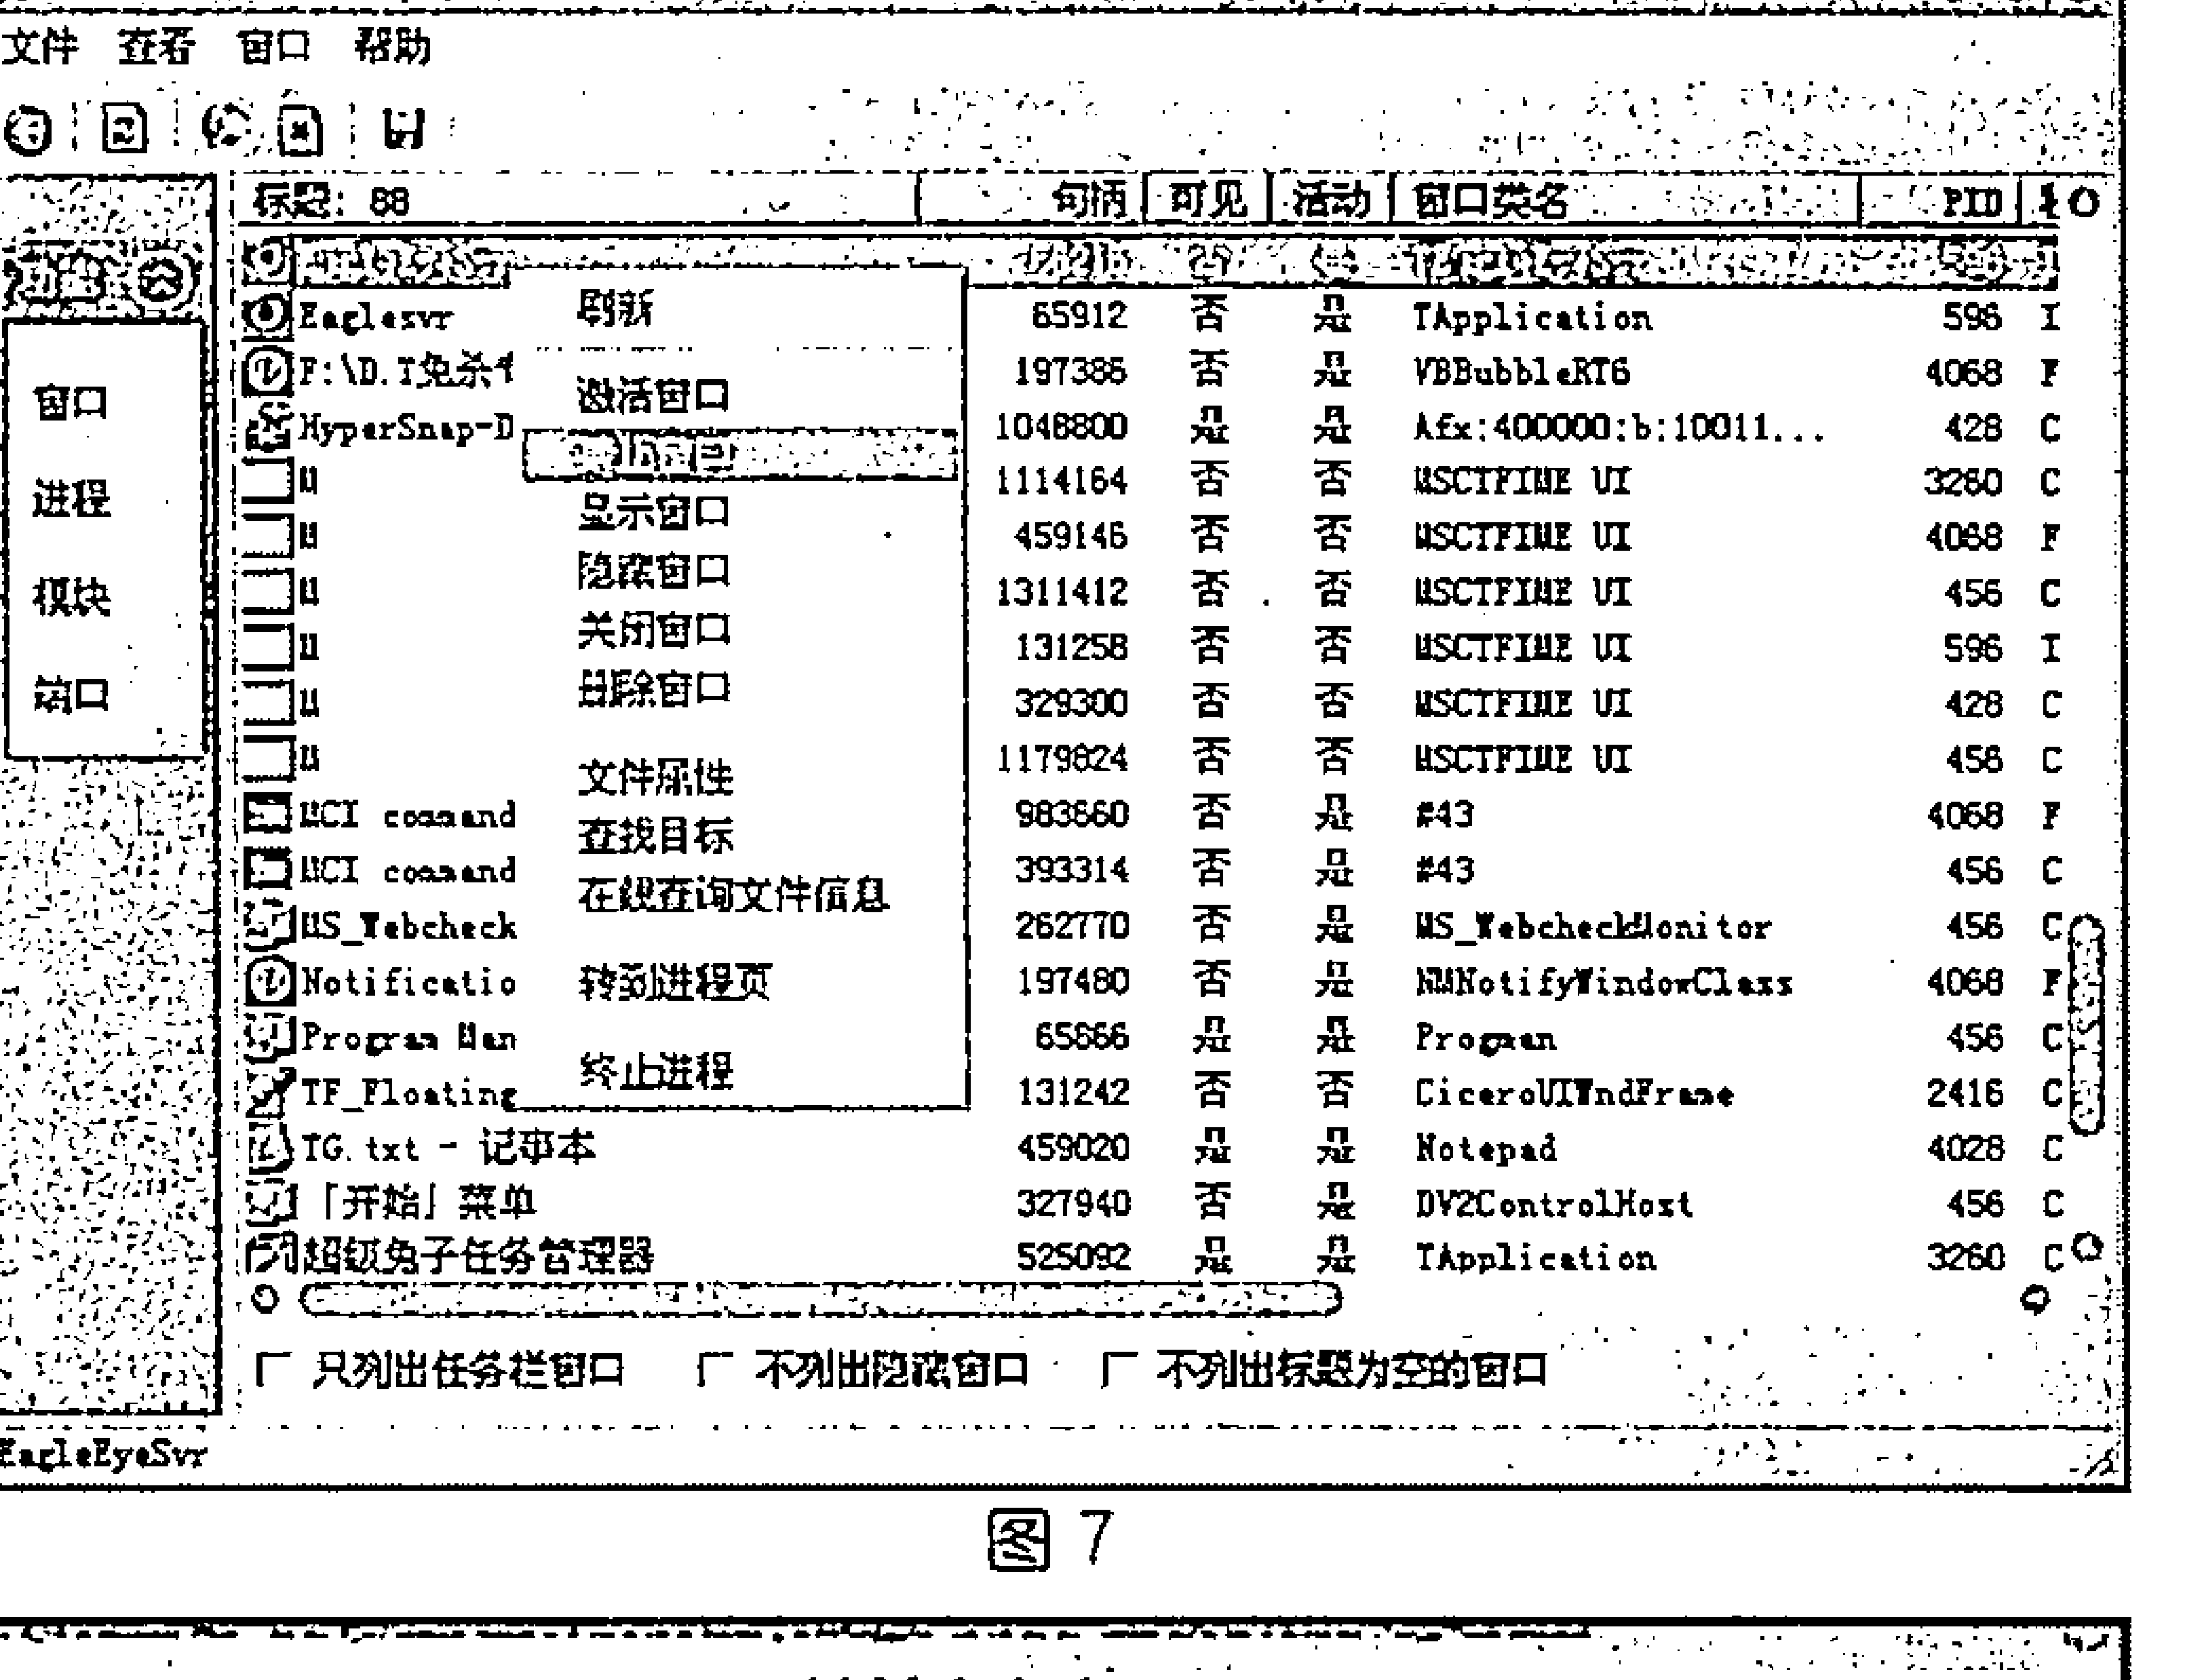 文件 查看 窗口 帮助
标题: 88 句柄 可见 活动 窗口类名 PID
功能
窗口
进程
模块
端口
Eaglesvr 65912 否 是 TApplication 596 I
F:\D.T免杀 197386 否 是 VBBubbleRT6 4068 F
HyperSnap-D 1048800 是 是 Afx:400000:b:10011... 428 C
M 1114164 否 否 MSCTFIME UI 3260 C
M 459146 否 否 MSCTFIME UI 4068 F
M 1311412 否 否 MSCTFIME UI 456 C
M 131258 否 否 MSCTFIME UI 596 I
M 329300 否 否 MSCTFIME UI 428 C
M 1179824 否 否 MSCTFIME UI 456 C
MCI command 983660 否 是 #43 4068 F
MCI command 393314 否 是 #43 456 C
MS_Webcheck 262770 否 是 MS_WebcheckMonitor 456 C
Notificatio 197480 否 是 NMNotifyWindowClass 4068 F
Program Man 65666 是 是 Progman 456 C
TF_Floating 131242 否 否 CiceroUIWndFrame 2416 C
TG.txt - 记事本 459020 是 是 Notepad 4028 C
「开始」菜单 327940 否 是 DV2ControlHost 456 C
超级兔子任务管理器 525092 是 是 TApplication 3260 C
刷新
激活窗口
显示窗口
隐藏窗口
关闭窗口
删除窗口
文件属性
查找目标
在线查询文件信息
转到进程页
终止进程
只列出任务栏窗口 不列出隐藏窗口 不列出标题为空的窗口
EagleEyeSvr
图 7